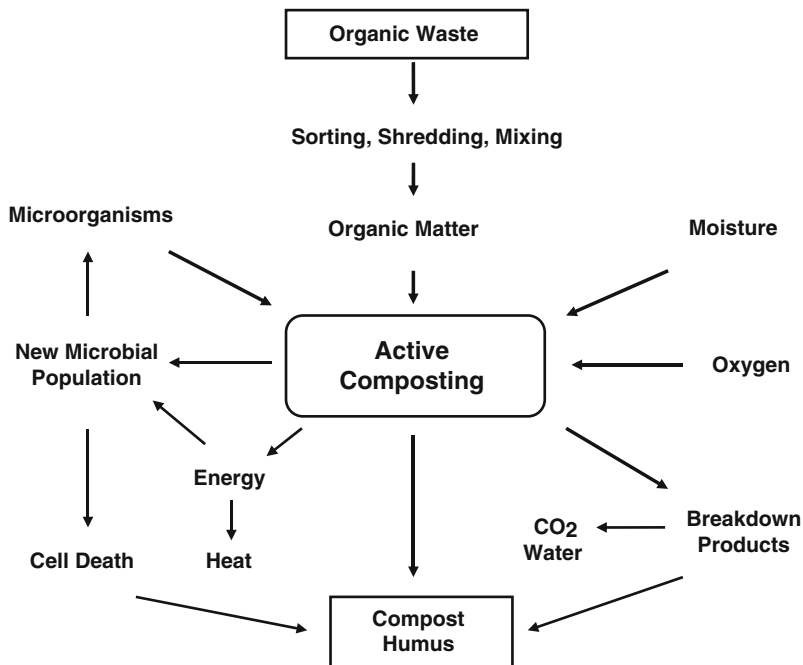 Organic Waste
Sorting, Shredding, Mixing
Microorganisms
Organic Matter
Moisture
New Microbial
Population
Active
Composting
Oxygen
Energy
CO2
Water
Breakdown
Products
Cell Death
Heat
Compost
Humus